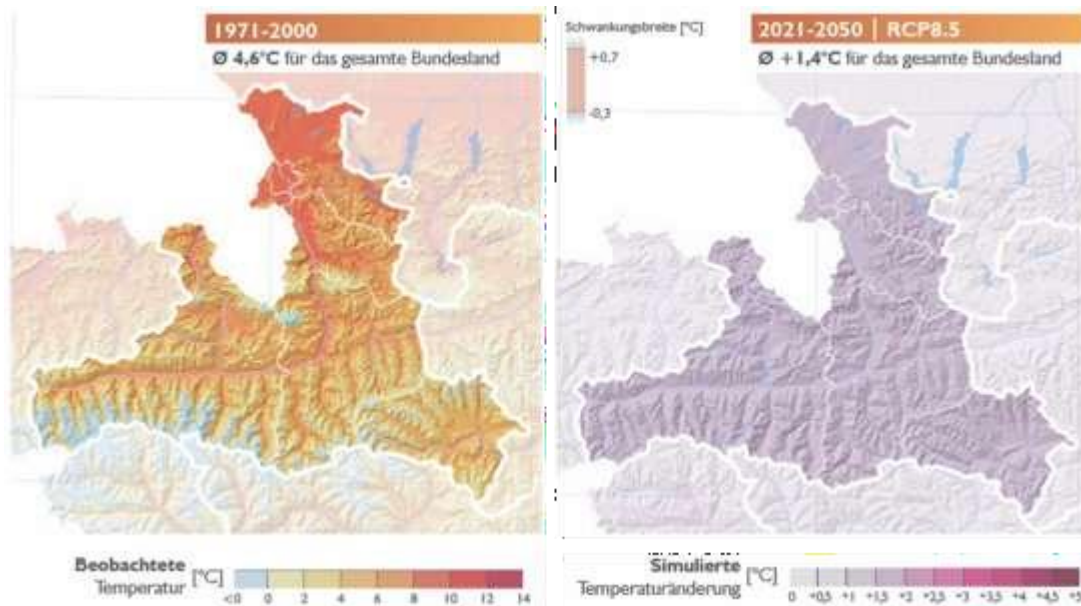 1971-2000
Ø 4,6°C für das gesamte Bundesland
Schwankungsbreite [°C]
+0,7
-0,3
2021-2050 | RCP8.5
Ø +1,4°C für das gesamte Bundesland
Beobachtete
Temperatur [°C]
<0 0 2 4 6 8 10 12 14
Simulierte
Temperaturänderung [°C]
0 +0,5 +1 +1,5 +2 +2,5 +3 +3,5 +4 +4,5 +5